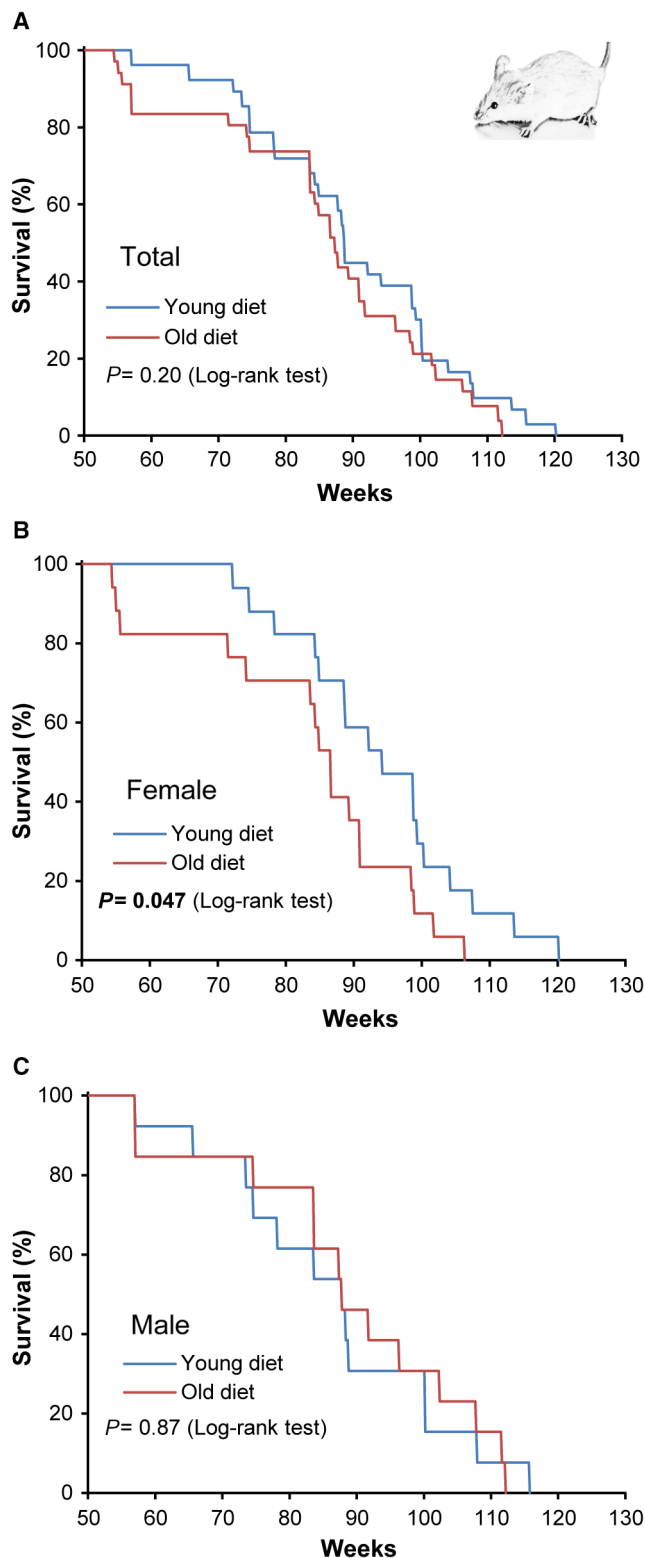 A
100
80
60
40
20
0
Survival (%)
Total
Young diet
Old diet
P= 0.20 (Log-rank test)
50 60 70 80 90 100 110 120 130
Weeks
B
100
80
60
40
20
0
Survival (%)
Female
Young diet
Old diet
P= 0.047 (Log-rank test)
50 60 70 80 90 100 110 120 130
Weeks
C
100
80
60
40
20
0
Survival (%)
Male
Young diet
Old diet
P= 0.87 (Log-rank test)
50 60 70 80 90 100 110 120 130
Weeks